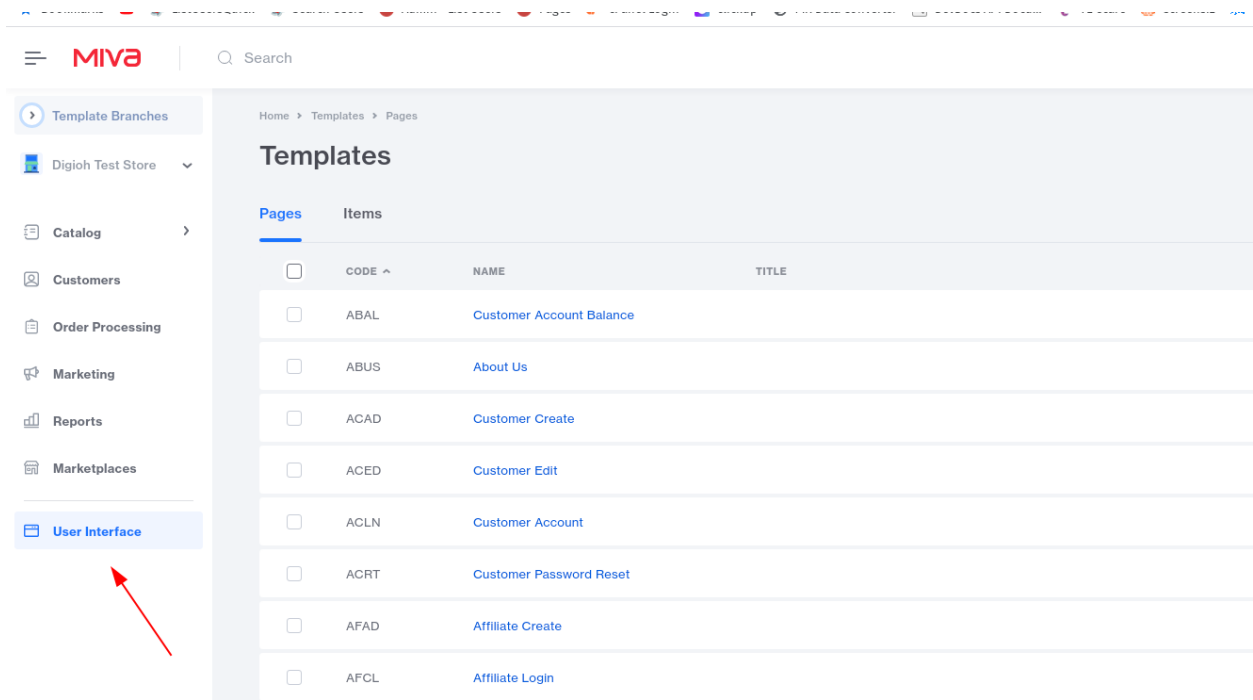 MIVA
Search
Template Branches
Digioh Test Store
Catalog
Customers
Order Processing
Marketing
Reports
Marketplaces
User Interface
Home > Templates > Pages
Templates
Pages Items
CODE NAME TITLE
ABAL Customer Account Balance
ABUS About Us
ACAD Customer Create
ACED Customer Edit
ACLN Customer Account
ACRT Customer Password Reset
AFAD Affiliate Create
AFCL Affiliate Login